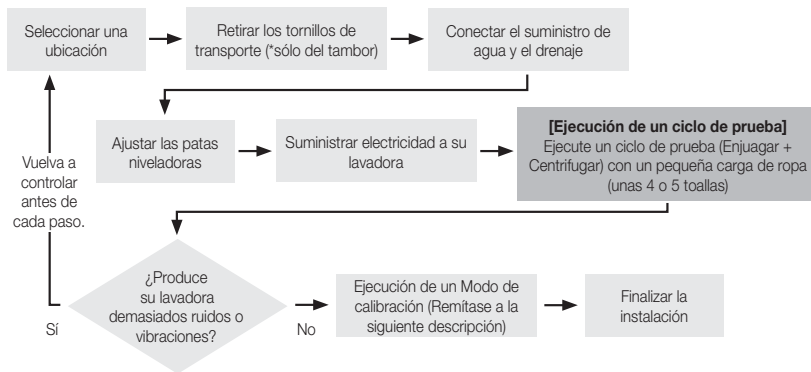 Seleccionar una
ubicación
Retirar los tornillos de
transporte (*sólo del tambor)
Conectar el suministro de
agua y el drenaje
Ajustar las patas
niveladoras
Suministrar electricidad a su
lavadora
[Ejecución de un ciclo de prueba]
Ejecute un ciclo de prueba (Enjuagar +
Centrifugar) con un pequeña carga de ropa
(unas 4 o 5 toallas)
Vuelva a
controlar
antes de
cada paso.
¿Produce
su lavadora
demasiados ruidos o
vibraciones?
Sí
No
Ejecución de un Modo de
calibración (Remítase a la
siguiente descripción)
Finalizar la
instalación